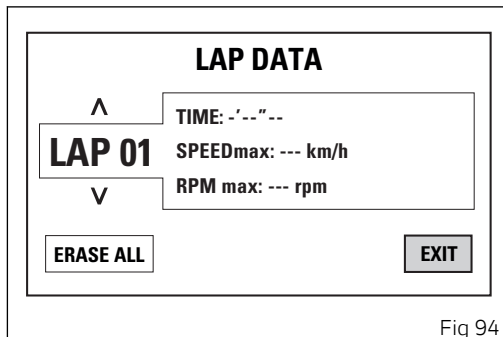 LAP DATA
LAP 01
TIME: -'--"--
SPEEDmax: --- km/h
RPM max: --- rpm
ERASE ALL
EXIT
Fig 94